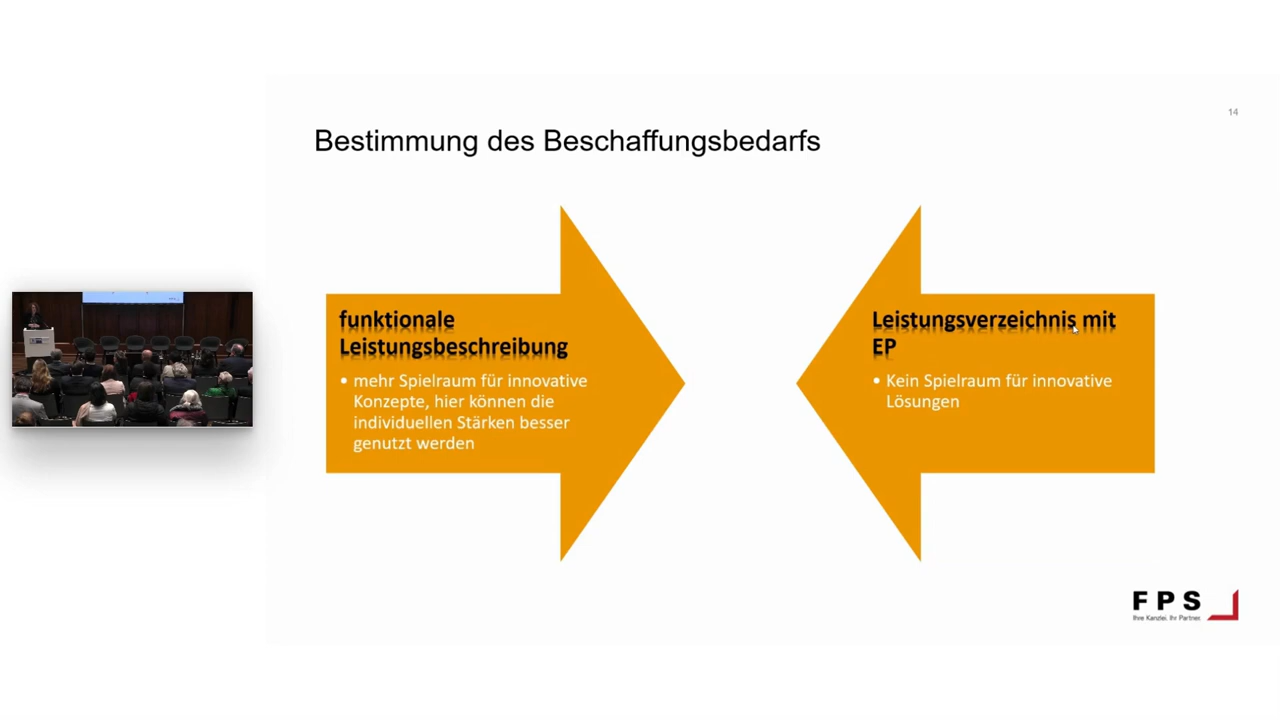 14
Bestimmung des Beschaffungsbedarfs
funktionale
Leistungsbeschreibung
• mehr Spielraum für innovative
Konzepte, hier können die
individuellen Stärken besser
genutzt werden
Leistungsverzeichnis mit
EP
• Kein Spielraum für innovative
Lösungen
FPS
Ihre Kanzlei. Ihr Partner.